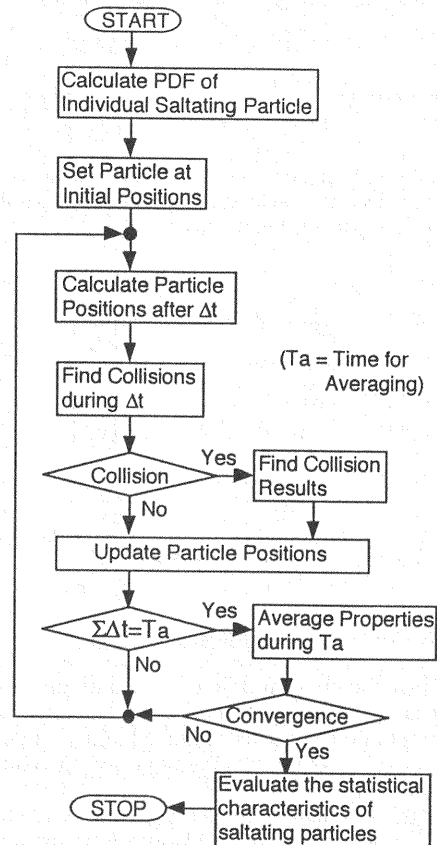 START
Calculate PDF of
Individual Saltating Particle
Set Particle at
Initial Positions
Calculate Particle
Positions after Δt
(Ta = Time for
Averaging)
Find Collisions
during Δt
Collision
Yes
Find Collision
Results
No
Update Particle Positions
ΣΔt=Ta
Yes
Average Properties
during Ta
No
Convergence
No
Yes
Evaluate the statistical
characteristics of
saltating particles
STOP